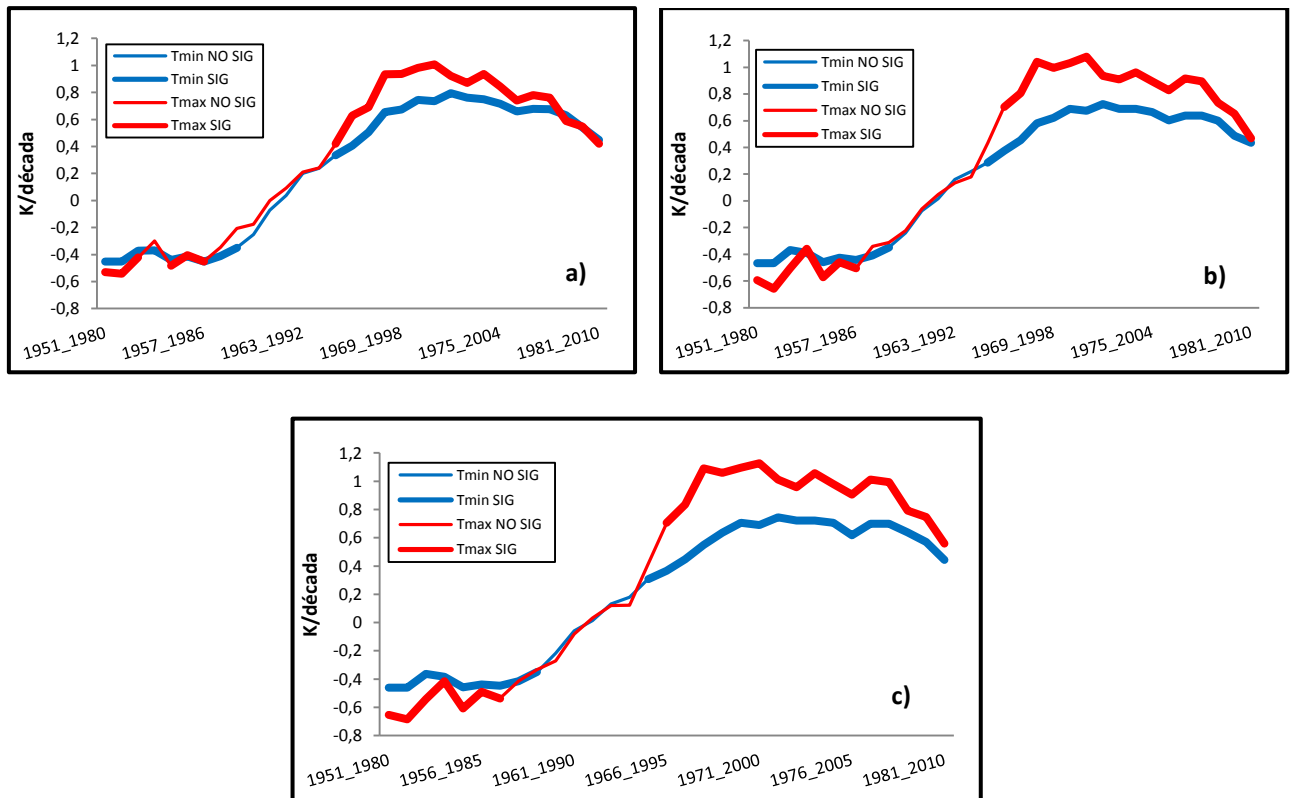 1,2
1
0,8
0,6
0,4
0,2
0
-0,2
-0,4
-0,6
-0,8
K/década
Tmin NO SIG
Tmin SIG
Tmax NO SIG
Tmax SIG
a)
1951_1980
1957_1986
1963_1992
1969_1998
1975_2004
1981_2010
1,2
1
0,8
0,6
0,4
0,2
0
-0,2
-0,4
-0,6
-0,8
K/década
Tmin NO SIG
Tmin SIG
Tmax NO SIG
Tmax SIG
b)
1951_1980
1957_1986
1963_1992
1969_1998
1975_2004
1981_2010
1,2
1
0,8
0,6
0,4
0,2
0
-0,2
-0,4
-0,6
-0,8
K/década
Tmin NO SIG
Tmin SIG
Tmax NO SIG
Tmax SIG
c)
1951_1980
1956_1985
1961_1990
1966_1995
1971_2000
1976_2005
1981_2010